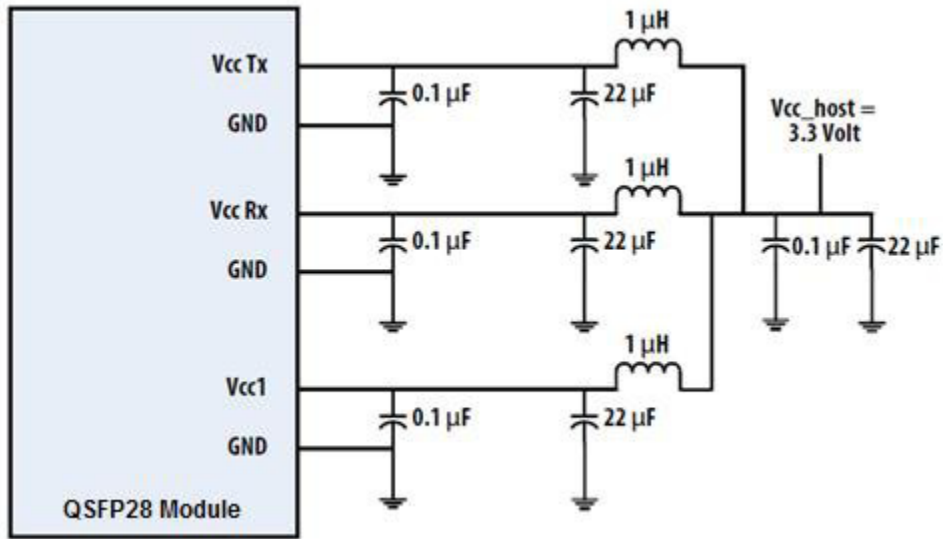 1 μH
Vcc Tx
0.1 μF
22 μF
GND
Vcc_host =
3.3 Volt
1 μH
Vcc Rx
0.1 μF
22 μF
0.1 μF
22 μF
GND
1 μH
Vcc1
0.1 μF
22 μF
GND
QSFP28 Module